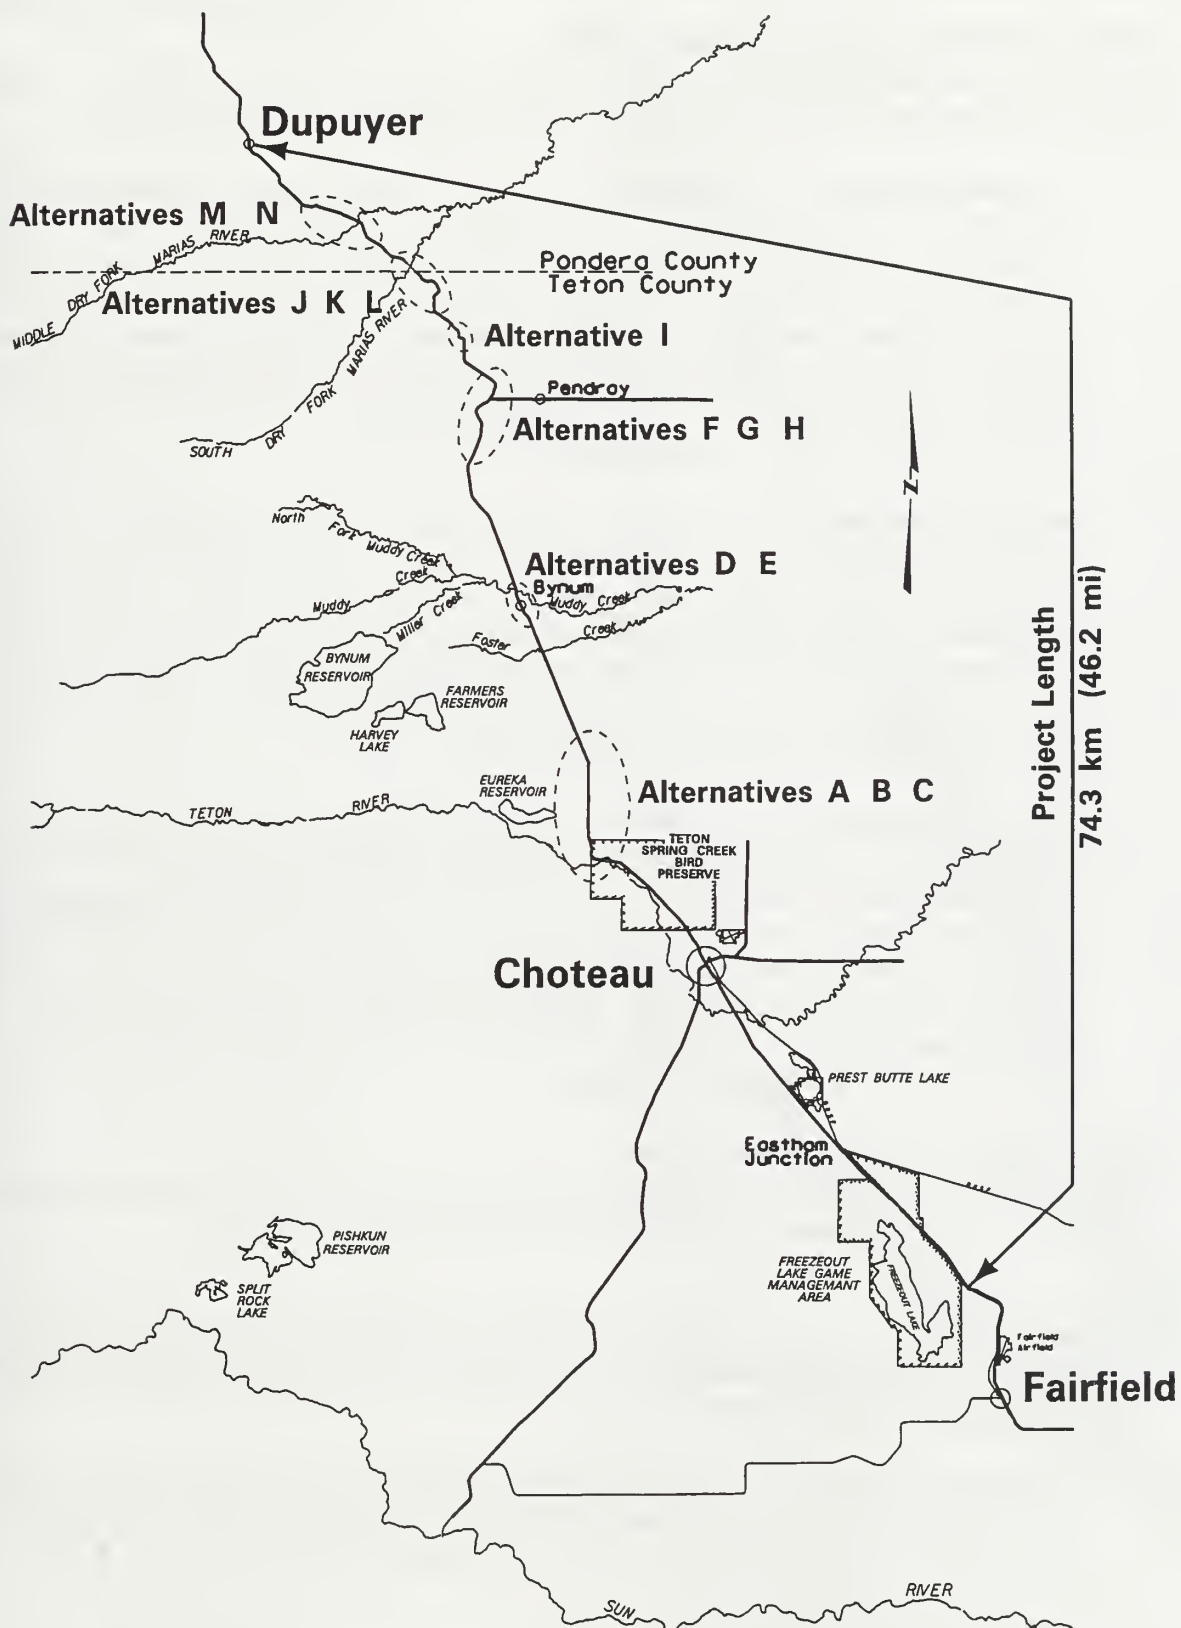 Dupuyer
Alternatives M N
MIDDLE DRY FORK MARIAS RIVER
Pondera County
Teton County
Alternatives J K L
SOUTH DRY FORK MARIAS RIVER
Alternative I
Pendroy
Alternatives F G H
N
North Fork Muddy Creek
Alternatives D E
Bynum
Muddy Creek
Muddy Creek
Miller Creek
Foster Creek
BYNUM
RESERVOIR
FARMERS
RESERVOIR
HARVEY
LAKE
Project Length
74.3 km (46.2 mi)
EUREKA
RESERVOIR
TETON RIVER
Alternatives A B C
TETON
SPRING CREEK
BIRD
PRESERVE
Choteau
PREST BUTTE LAKE
Eastham
Junction
PISHKUN
RESERVOIR
SPLIT
ROCK
LAKE
FREEZEOUT
LAKE GAME
MANAGEMANT
AREA
FREEZEOUT LAKE
Fairfield
Airfield
Fairfield
SUN RIVER